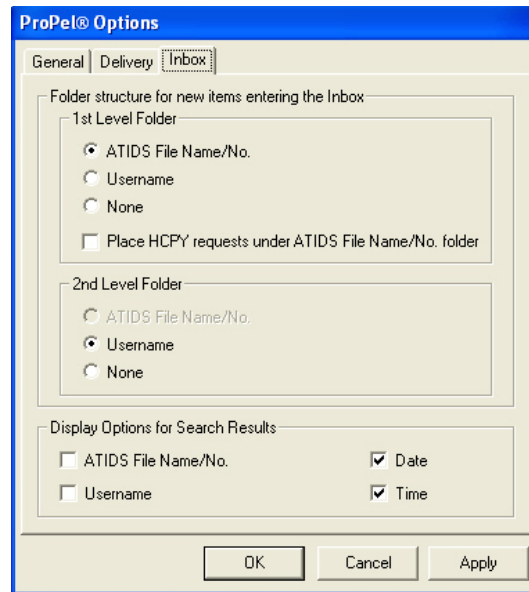 ProPel® Options
General Delivery Inbox
Folder structure for new items entering the Inbox
1st Level Folder
ATIDS File Name/No.
Username
None
Place HCPY requests under ATIDS File Name/No. folder
2nd Level Folder
ATIDS File Name/No.
Username
None
Display Options for Search Results
ATIDS File Name/No. Date
Username Time
OK Cancel Apply